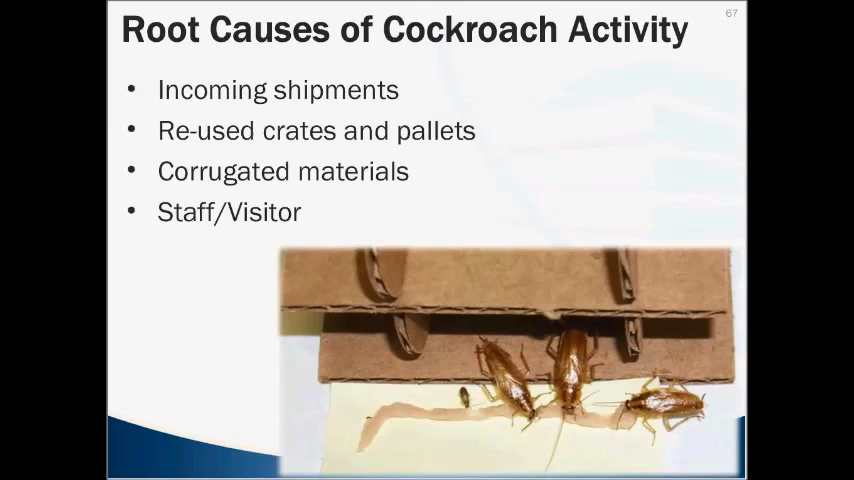 67
Root Causes of Cockroach Activity
• Incoming shipments
• Re-used crates and pallets
• Corrugated materials
• Staff/Visitor